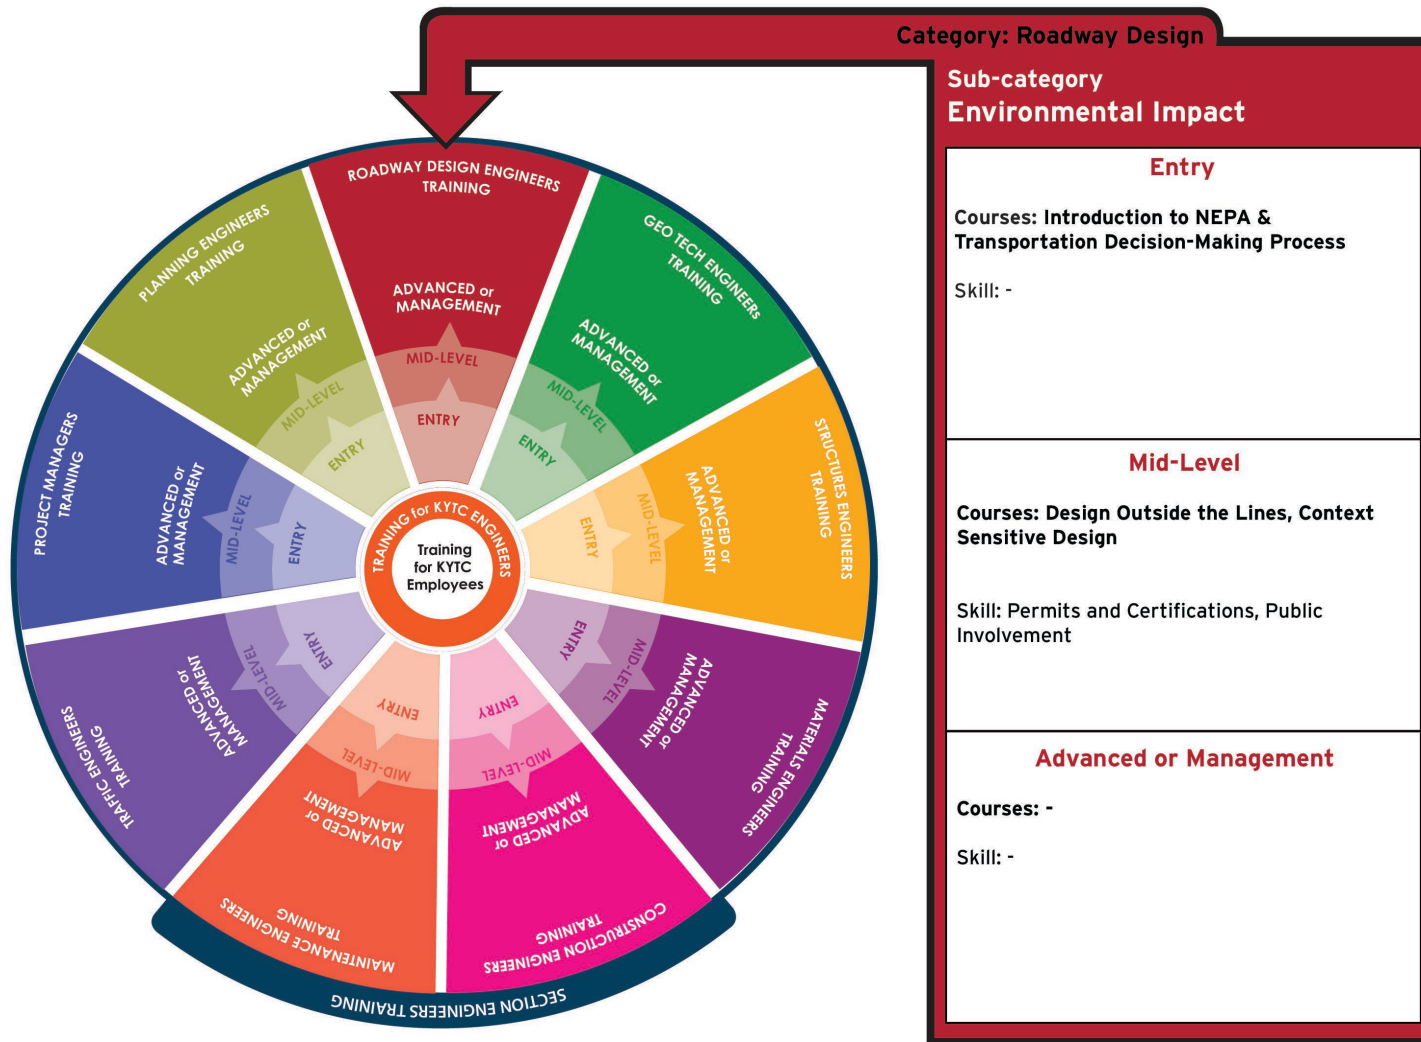 Category: Roadway Design
Sub-category
Environmental Impact
Entry
Courses: Introduction to NEPA &
Transportation Decision-Making Process
Skill: -
Mid-Level
Courses: Design Outside the Lines, Context
Sensitive Design
Skill: Permits and Certifications, Public
Involvement
Advanced or Management
Courses: -
Skill: -
ROADWAY DESIGN ENGINEERS
TRAINING
ADVANCED or
MANAGEMENT
MID-LEVEL
ENTRY
GEO TECH ENGINEERs
TRAINING
ADVANCED or
MANAGEMENT
MID-LEVEL
ENTRY
STRUCTURES ENGINEERS
TRAINING
ADVANCED or
MANAGEMENT
MID-LEVEL
ENTRY
MATERIALS ENGINEERS
TRAINING
ADVANCED or
MANAGEMENT
MID-LEVEL
ENTRY
CONSTRUCTION ENGINEERS
TRAINING
ADVANCED or
MANAGEMENT
MID-LEVEL
ENTRY
MAINTENANCE ENGINEERS
TRAINING
ADVANCED or
MANAGEMENT
MID-LEVEL
ENTRY
TRAFFIC ENGINEERS
TRAINING
ADVANCED or
MANAGEMENT
MID-LEVEL
ENTRY
PROJECT MANAGERS
TRAINING
ADVANCED or
MANAGEMENT
MID-LEVEL
ENTRY
PLANNING ENGINEERS
TRAINING
ADVANCED or
MANAGEMENT
MID-LEVEL
ENTRY
TRAINING for KYTC ENGINEERS
Training
for KYTC
Employees
SECTION ENGINEERS TRAINING